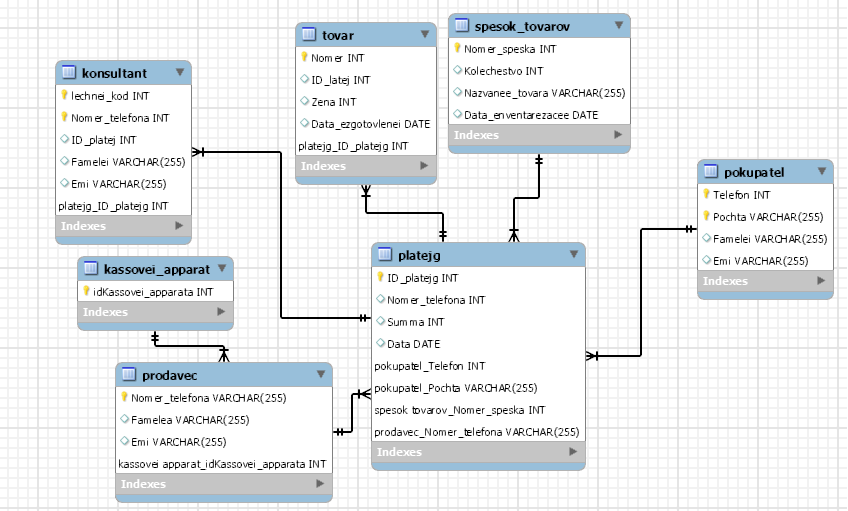 konsultant
lechnei_kod INT
Nomer_telefona INT
ID_platej INT
Famelei VARCHAR(255)
Emi VARCHAR(255)
platejg_ID_platejg INT
Indexes
tovar
Nomer INT
ID_latej INT
Zena INT
Data_ezgotovlenei DATE
platejg_ID_platejg INT
Indexes
spesok_tovarov
Nomer_speska INT
Kolechestvo INT
Nazvanee_tovara VARCHAR(255)
Data_enventarezacee DATE
Indexes
pokupatel
Telefon INT
Pochta VARCHAR(255)
Famelei VARCHAR(255)
Emi VARCHAR(255)
Indexes
kassovei_apparat
idKassovei_apparata INT
Indexes
platejg
ID_platejg INT
Nomer_telefona INT
Summa INT
Data DATE
pokupatel_Telefon INT
pokupatel_Pochta VARCHAR(255)
spesok tovarov_Nomer_speska INT
prodavec_Nomer_telefona VARCHAR(255)
Indexes
prodavec
Nomer_telefona VARCHAR(255)
Famelea VARCHAR(255)
Emi VARCHAR(255)
kassovei apparat_idKassovei_apparata INT
Indexes